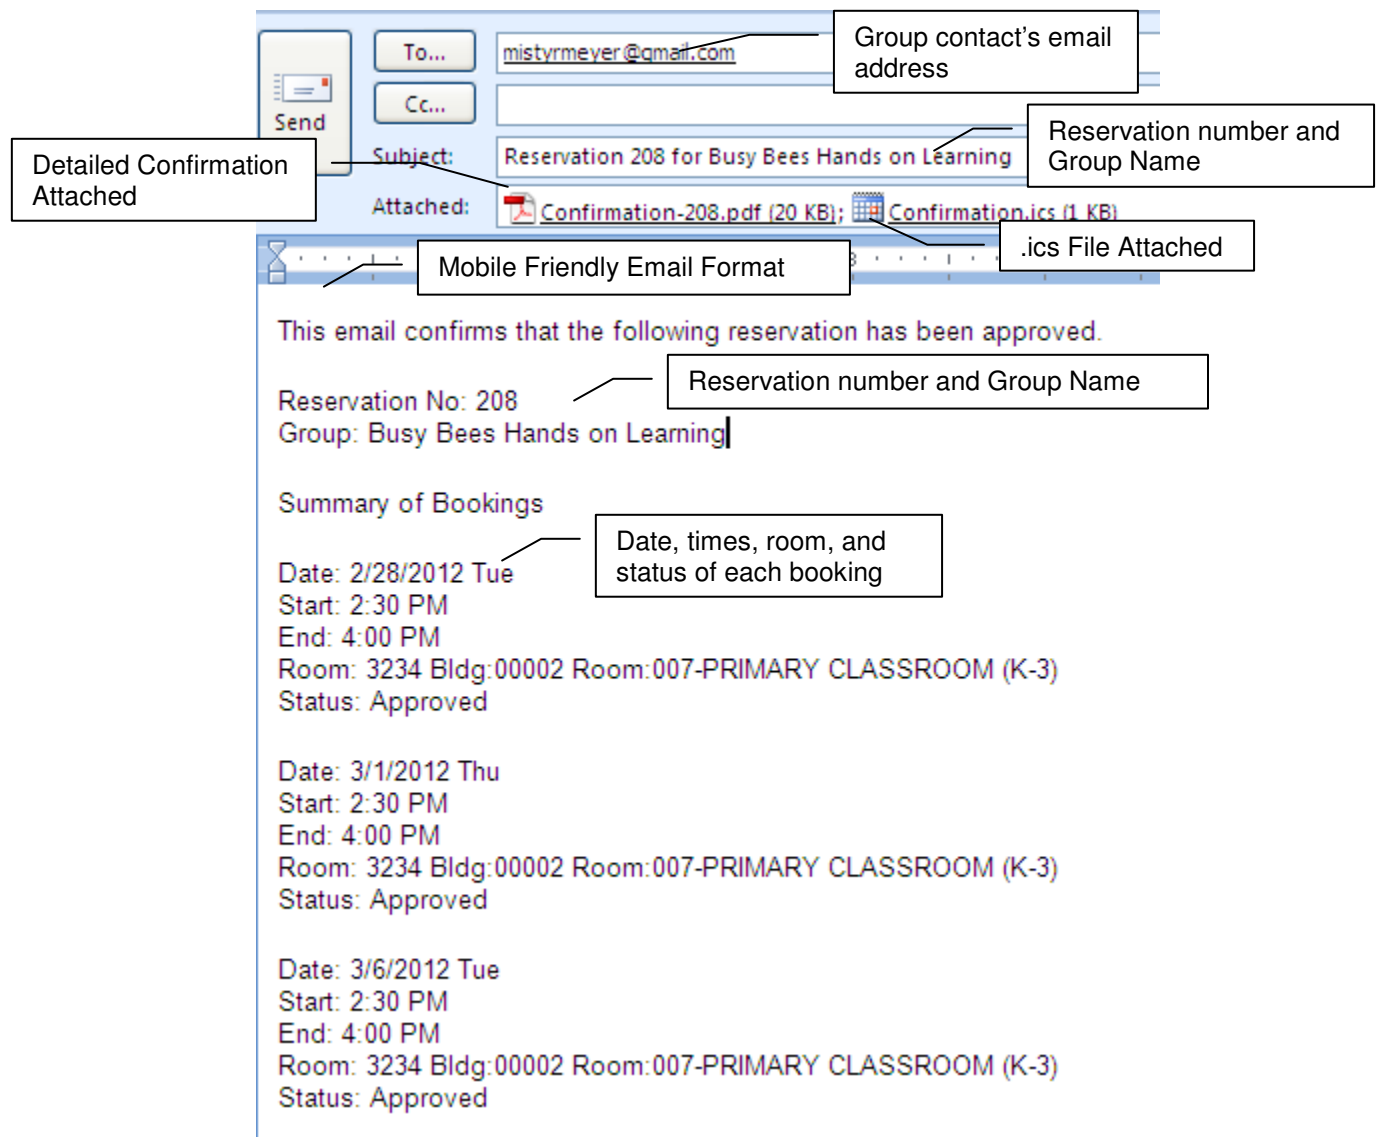 To...
mistyrmeyer@gmail.com
Group contact's email
address
Cc...
Send
Reservation number and
Group Name
Detailed Confirmation
Attached
Subject:
Reservation 208 for Busy Bees Hands on Learning
Attached:
Confirmation-208.pdf (20 KB); Confirmation.ics (1 KB)
.ics File Attached
Mobile Friendly Email Format
This email confirms that the following reservation has been approved.
Reservation number and Group Name
Reservation No: 208
Group: Busy Bees Hands on Learning
Summary of Bookings
Date, times, room, and
status of each booking
Date: 2/28/2012 Tue
Start: 2:30 PM
End: 4:00 PM
Room: 3234 Bldg:00002 Room:007-PRIMARY CLASSROOM (K-3)
Status: Approved
Date: 3/1/2012 Thu
Start: 2:30 PM
End: 4:00 PM
Room: 3234 Bldg:00002 Room:007-PRIMARY CLASSROOM (K-3)
Status: Approved
Date: 3/6/2012 Tue
Start: 2:30 PM
End: 4:00 PM
Room: 3234 Bldg:00002 Room:007-PRIMARY CLASSROOM (K-3)
Status: Approved